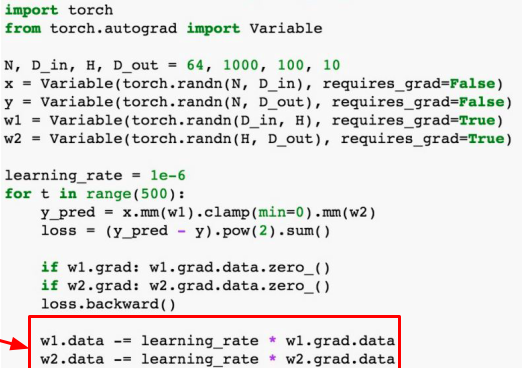 import torch
from torch.autograd import Variable
N, D_in, H, D_out = 64, 1000, 100, 10
x = Variable(torch.randn(N, D_in), requires_grad=False)
y = Variable(torch.randn(N, D_out), requires_grad=False)
w1 = Variable(torch.randn(D_in, H), requires_grad=True)
w2 = Variable(torch.randn(H, D_out), requires_grad=True)
learning_rate = 1e-6
for t in range(500):
    y_pred = x.mm(w1).clamp(min=0).mm(w2)
    loss = (y_pred - y).pow(2).sum()
    if w1.grad: w1.grad.data.zero_()
    if w2.grad: w2.grad.data.zero_()
    loss.backward()
    w1.data -= learning_rate * w1.grad.data
    w2.data -= learning_rate * w2.grad.data